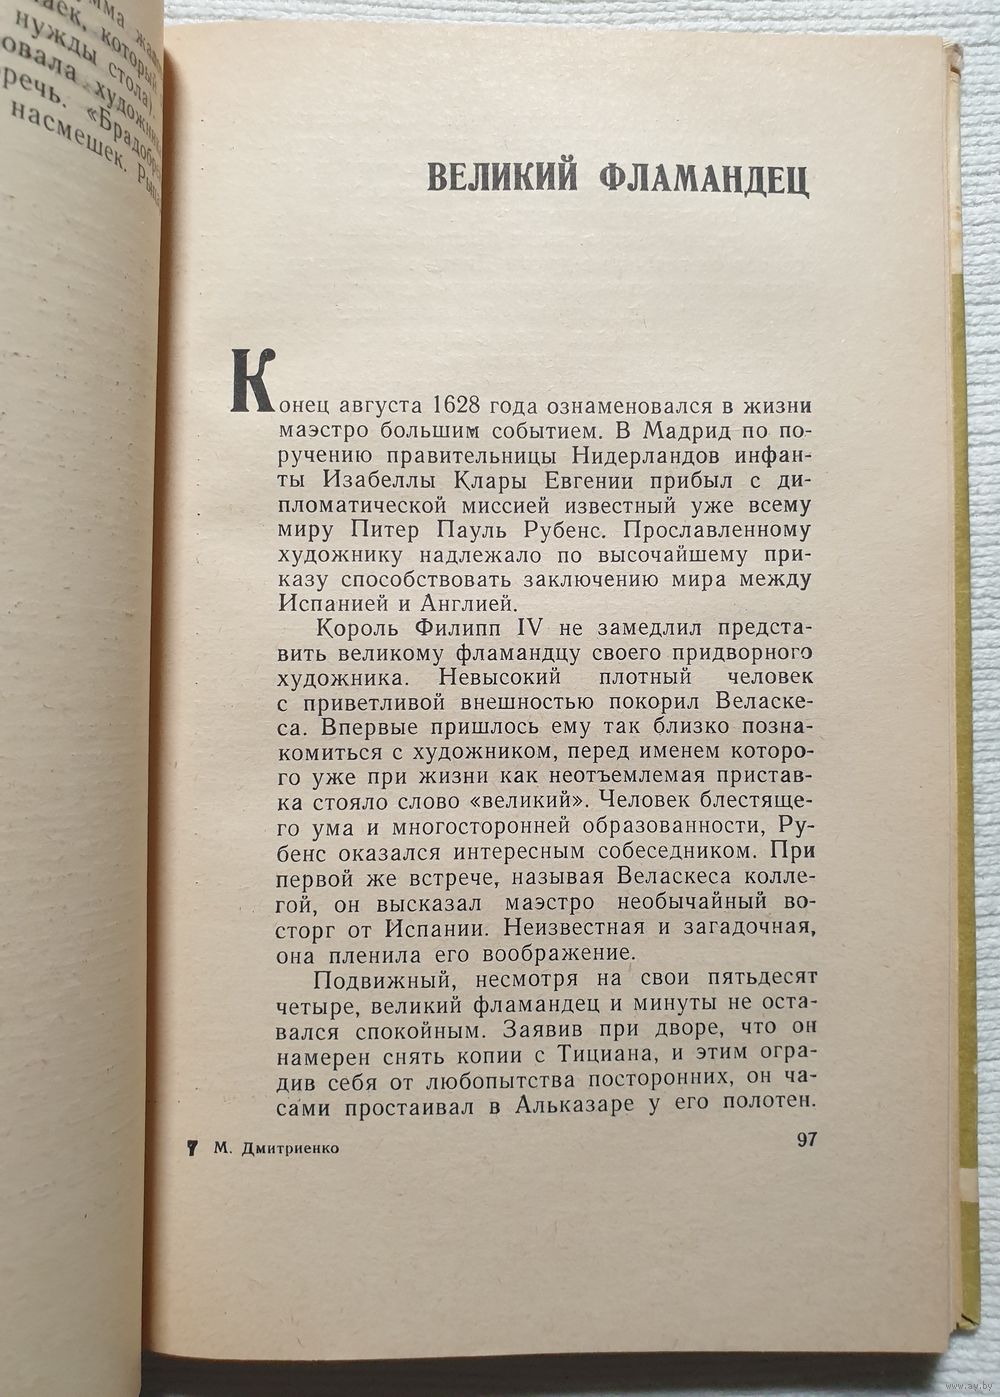 нужды стола).
насмешек.
ВЕЛИКИЙ ФЛАМАНДЕЦ
Конец августа 1628 года ознаменовался в жизни
маэстро большим событием. В Мадрид по по-
ручению правительницы Нидерландов инфан-
ты Изабеллы Клары Евгении прибыл с ди-
пломатической миссией известный уже всему
миру Питер Пауль Рубенс. Прославленному
художнику надлежало по высочайшему при-
казу способствовать заключению мира между
Испанией и Англией.
Король Филипп IV не замедлил предста-
вить великому фламандцу своего придворного
художника. Невысокий плотный человек
с приветливой внешностью покорил Веласке-
са. Впервые пришлось ему так близко позна-
комиться с художником, перед именем которо-
го уже при жизни как неотъемлемая пристав-
ка стояло слово «великий». Человек блестяще-
го ума и многосторонней образованности, Ру-
бенс оказался интересным собеседником. При
первой же встрече, называя Веласкеса колле-
гой, он высказал маэстро необычайный во-
сторг от Испании. Неизвестная и загадочная,
она пленила его воображение.
Подвижный, несмотря на свои пятьдесят
четыре, великий фламандец и минуты не оста-
вался спокойным. Заявив при дворе, что он
намерен снять копии с Тициана, и этим огра-
див себя от любопытства посторонних, он ча-
сами простаивал в Альказаре у его полотен.
7 М. Дмитриенко
97
www.ay.by